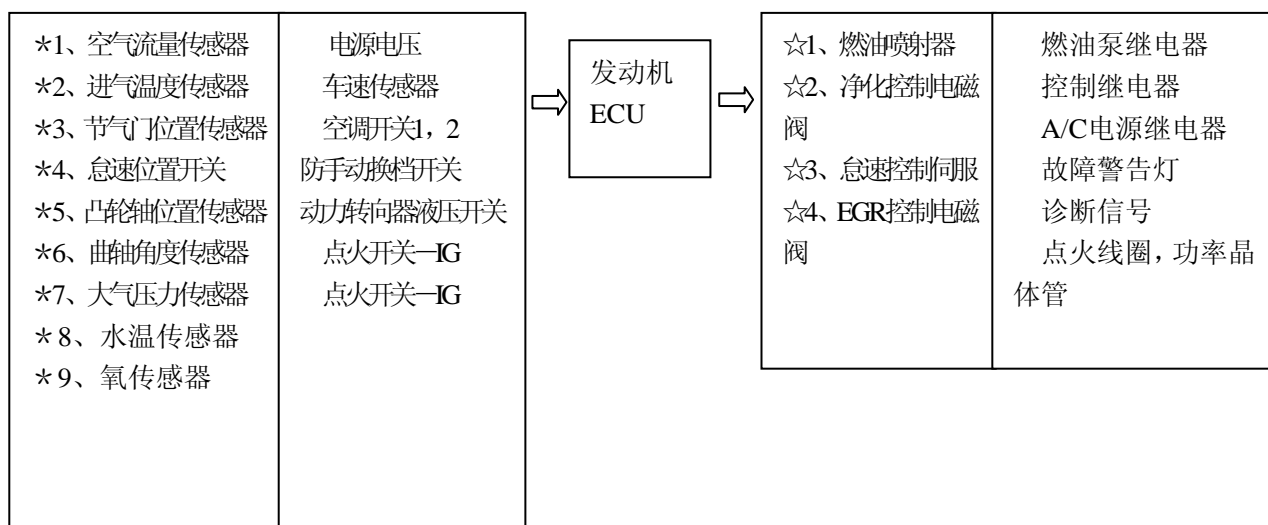 *1、空气流量传感器
*2、进气温度传感器
*3、节气门位置传感器
*4、怠速位置开关
*5、凸轮轴位置传感器
*6、曲轴角度传感器
*7、大气压力传感器
*8、水温传感器
*9、氧传感器
电源电压
车速传感器
空调开关1，2
防手动换档开关
动力转向器液压开关
点火开关—IG
点火开关—IG
发动机
ECU
☆1、燃油喷射器
☆2、净化控制电磁
阀
☆3、怠速控制伺服
☆4、EGR控制电磁
阀
燃油泵继电器
控制继电器
A/C电源继电器
故障警告灯
诊断信号
点火线圈，功率晶
体管